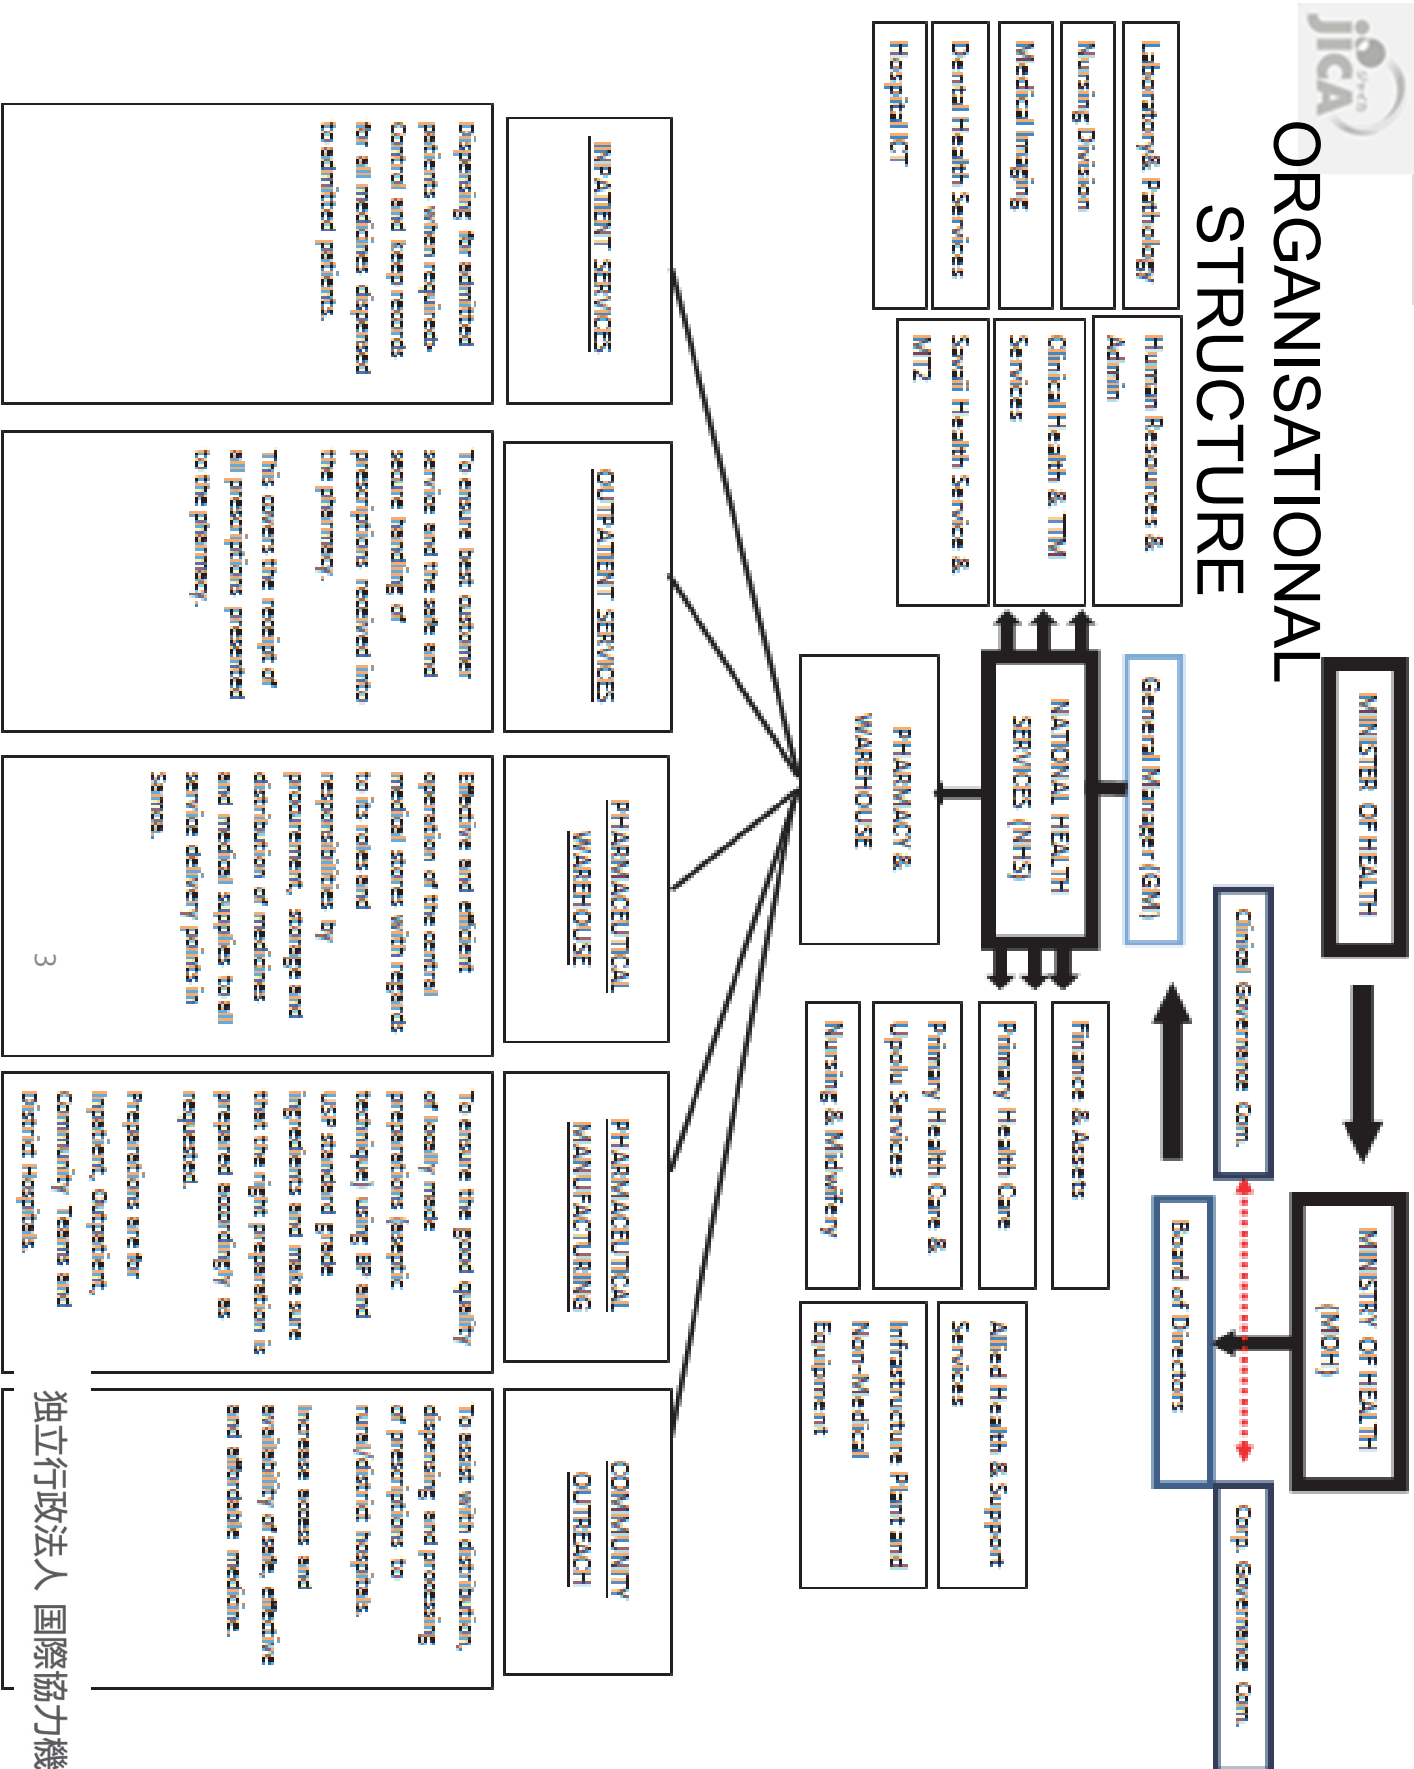 ジャイカ
jICA
ORGANISATIONAL
STRUCTURE
MINISTER OF HEALTH
MINISTRY OF HEALTH
(MOH)
Clinical Governance Com.
Corp. Governance Com.
Board of Directors
General Manager (GM)
NATIONAL HEALTH
SERVICES (NHS)
Laboratory& Pathology
Nursing Division
Medical Imaging
Dental Health Services
Hospital ICT
Human Resources &
Admin
Clinical Health & TTM
Services
Savaii Health Service &
MT2
Finance & Assets
Primary Health Care
Primary Health Care &
Upolu Services
Nursing & Midwifery
Allied Health & Support
Services
Infrastructure Plant and
Non-Medical
Equipment
PHARMACY &
WAREHOUSE
INPATIENT SERVICES
OUTPATIENT SERVICES
PHARMACEUTICAL
WAREHOUSE
PHARMACEUTICAL
MANUFACTURING
COMMUNITY
OUTREACH
Dispensing for admitted
patients when required-
Control and keep records
for all medicines dispensed
to admitted patients.
To ensure best customer
service and the safe and
secure handling of
prescriptions received into
the pharmacy.
This covers the receipt of
all prescriptions presented
to the pharmacy.
Effective and efficient
operation of the central
medical stores with regards
to its roles and
responsibilities by
procurement, storage and
distribution of medicines
and medical supplies to all
service delivery points in
Samoa.
To ensure the good quality
of locally made
preparations (aseptic
technique) using BP and
USP standard grade
ingredients and make sure
that the right preparation is
prepared accordingly as
requested.
Preparations are for
Inpatient, Outpatient,
Community Teams and
District Hospitals.
To assist with distribution,
dispensing and processing
of prescriptions to
rural/district hospitals.
Increase access and
availability of safe, effective
and affordable medicine.
3
独立行政法人 国際協力機